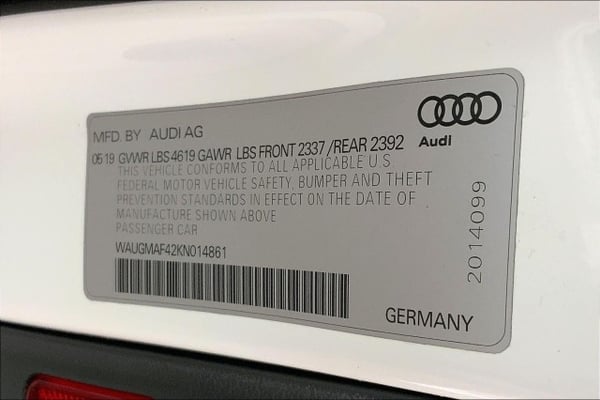 MFD. BY AUDI AG
05 19 GVWR LBS 4619 GAWR LBS FRONT 2337 / REAR 2392
THIS VEHICLE CONFORMS TO ALL APPLICABLE U.S.
FEDERAL MOTOR VEHICLE SAFETY, BUMPER AND THEFT
PREVENTION STANDARDS IN EFFECT ON THE DATE OF
MANUFACTURE SHOWN ABOVE
PASSENGER CAR
WAUGMAF42KN014861
Audi
2014099
GERMANY